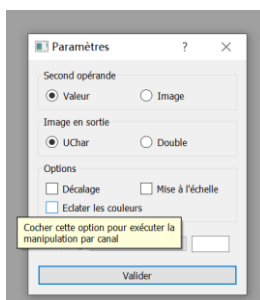 Paramètres ? ×
Second opérande
Valeur Image
Image en sortie
UChar Double
Options
Décalage Mise à l'échelle
Eclater les couleurs
Cocher cette option pour exécuter la
manipulation par canal
Valider